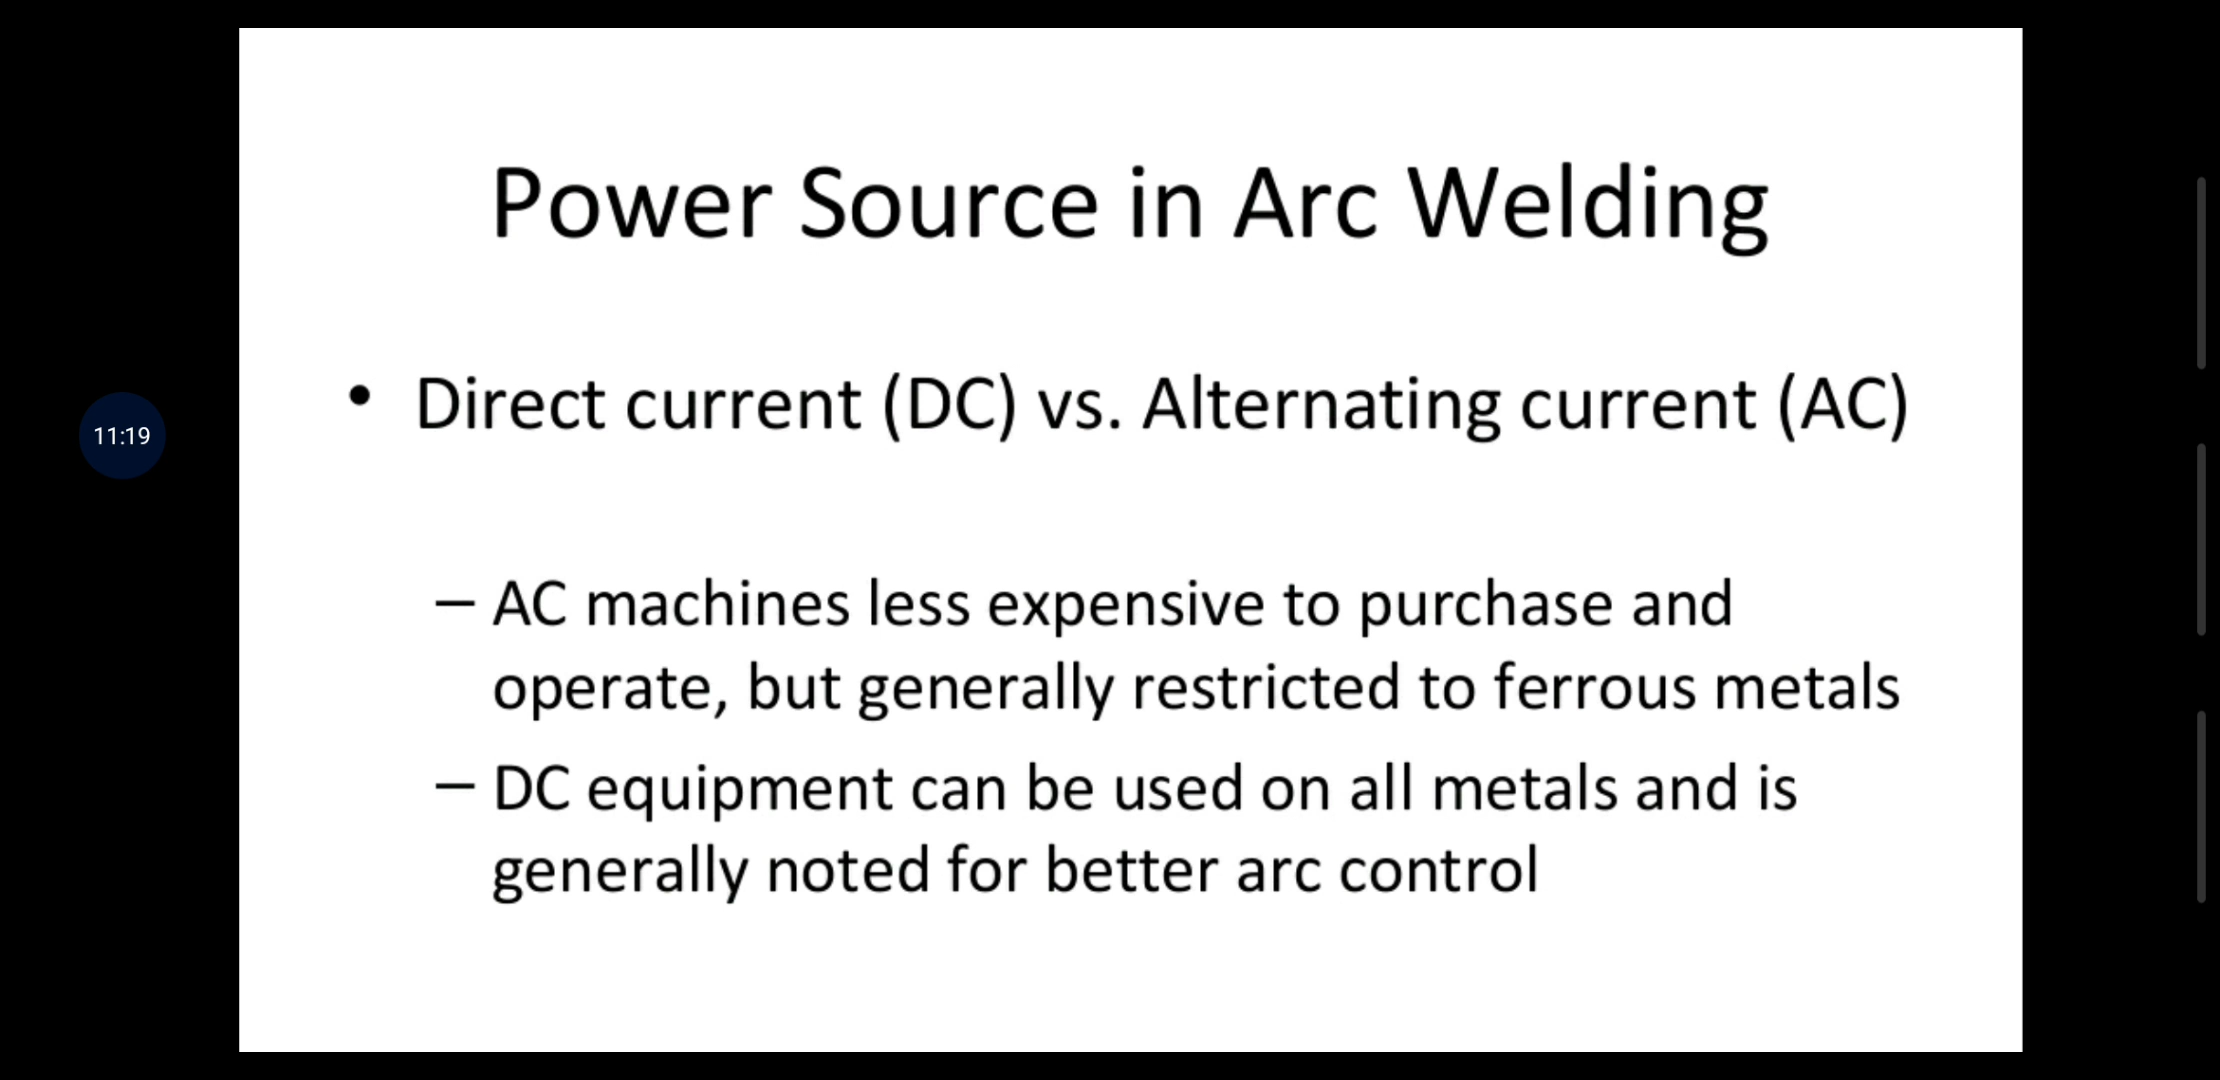 Power Source in Arc Welding
• Direct current (DC) vs. Alternating current (AC)
11:19
– AC machines less expensive to purchase and
operate, but generally restricted to ferrous metals
– DC equipment can be used on all metals and is
generally noted for better arc control